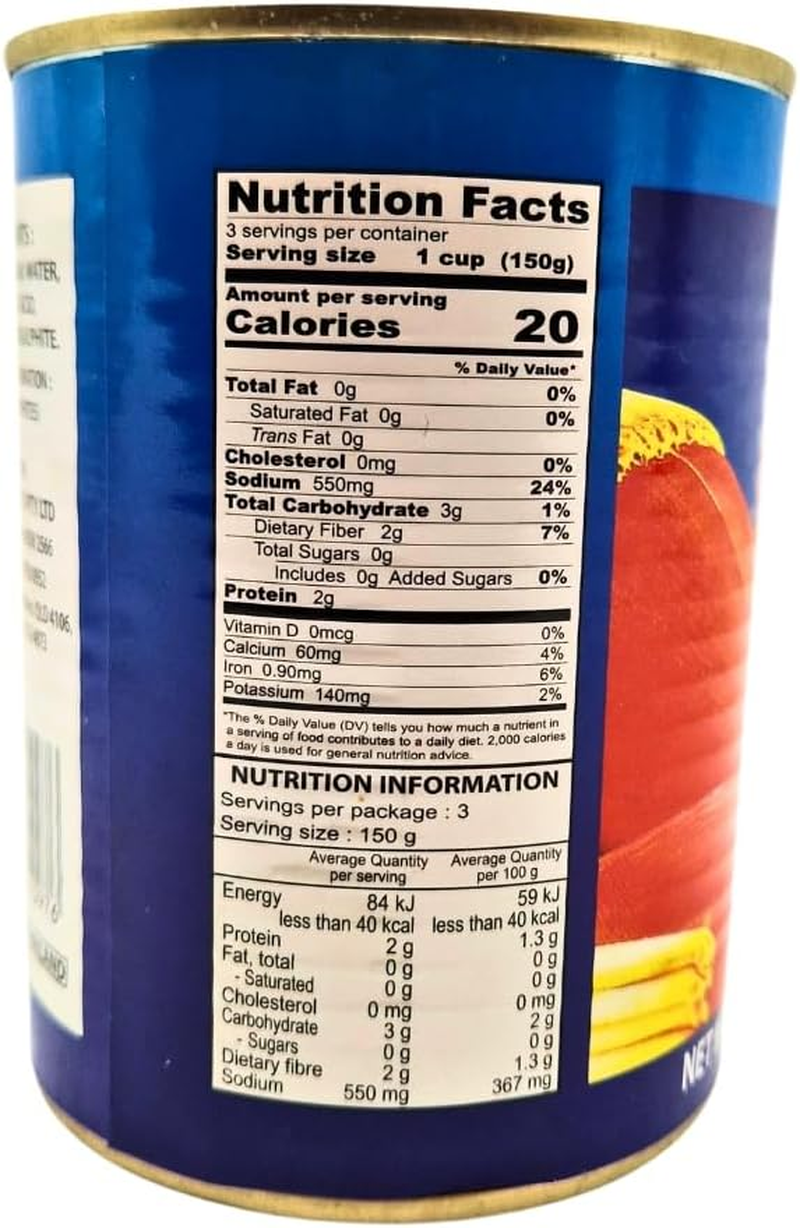 WATER,
PTY LTD
2566
QLD 4106,
4073
Nutrition Facts
3 servings per container
Serving size 1 cup (150g)
Amount per serving
Calories 20
% Daily Value*
Total Fat 0g 0%
Saturated Fat 0g 0%
Trans Fat 0g
Cholesterol 0mg 0%
Sodium 550mg 24%
Total Carbohydrate 3g 1%
Dietary Fiber 2g 7%
Total Sugars 0g
Includes 0g Added Sugars 0%
Protein 2g
Vitamin D 0mcg 0%
Calcium 60mg 4%
Iron 0.90mg 6%
Potassium 140mg 2%
*The % Daily Value (DV) tells you how much a nutrient in
a serving of food contributes to a daily diet. 2,000 calories
a day is used for general nutrition advice.
NUTRITION INFORMATION
Servings per package : 3
Serving size : 150 g
Average Quantity Average Quantity
per serving per 100 g
Energy 84 kJ 59 kJ
less than 40 kcal less than 40 kcal
Protein 2 g 1.3 g
Fat, total 0 g 0 g
- Saturated 0 g 0 g
Cholesterol 0 mg 0 mg
Carbohydrate 3 g 2 g
- Sugars 0 g 0 g
Dietary fibre 2 g 1.3 g
Sodium 550 mg 367 mg
NET